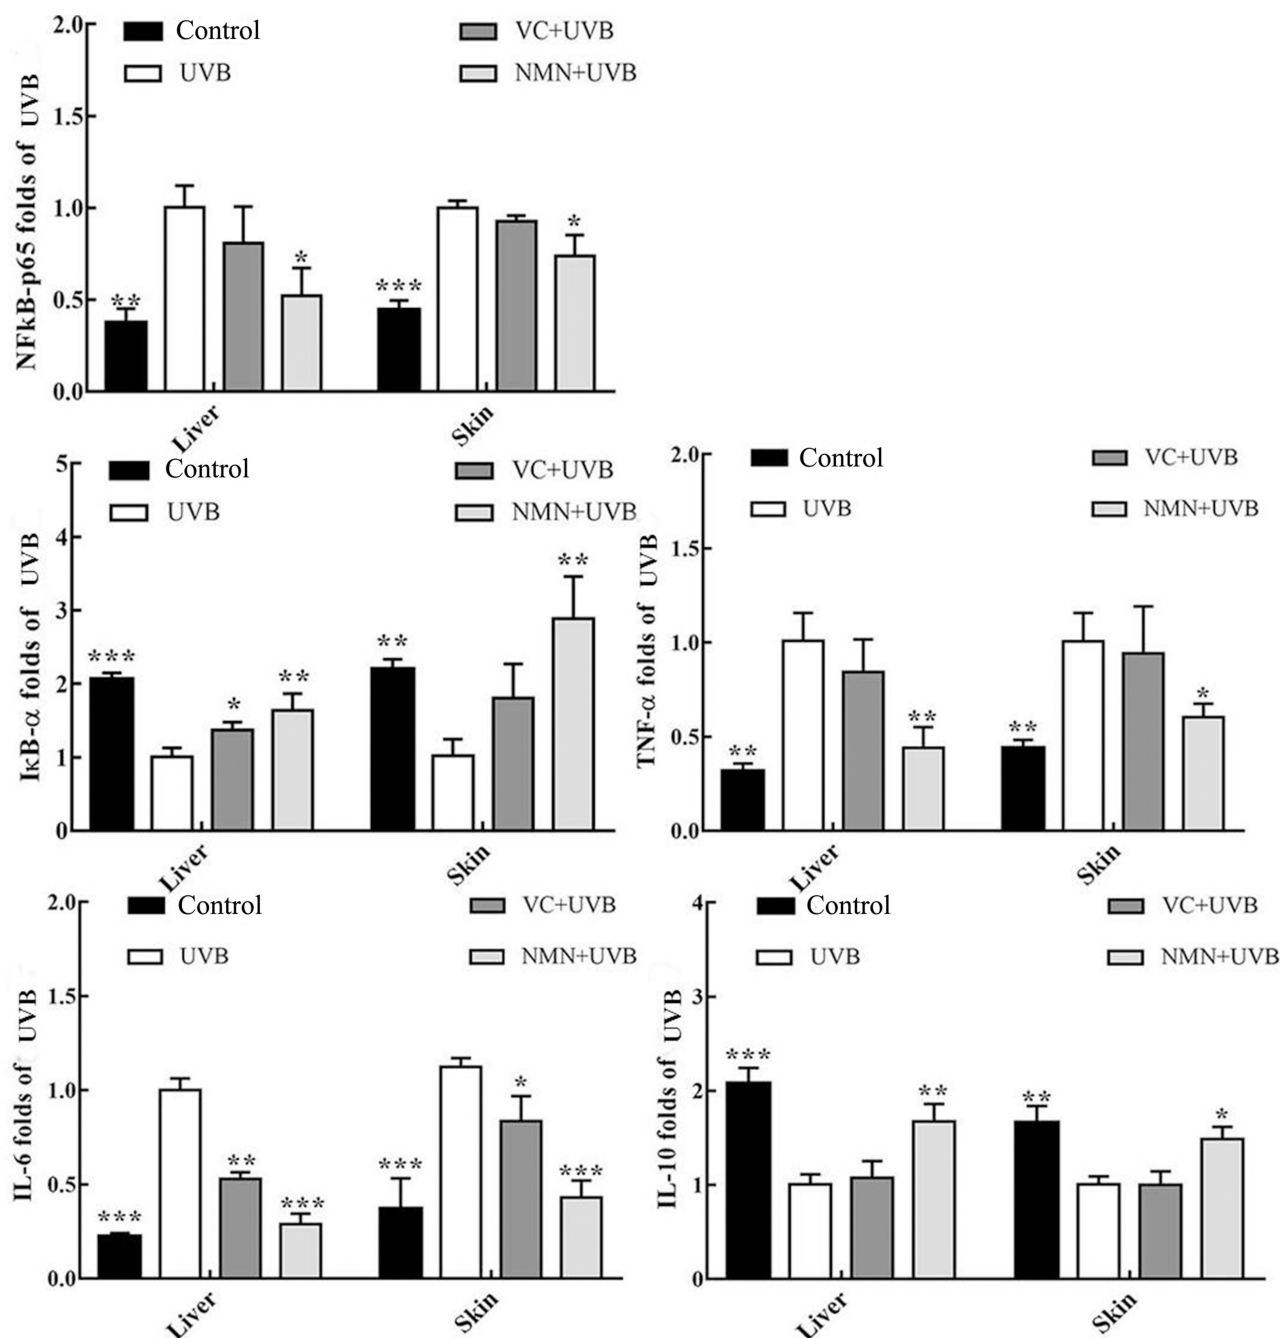 NFkB-p65 folds of UVB
2.0
1.5
1.0
0.5
0.0
Control
UVB
VC+UVB
NMN+UVB
**
*
***
*
Liver
Skin
IκB-α folds of UVB
5
4
3
2
1
0
Control
UVB
VC+UVB
NMN+UVB
***
*
**
**
**
Liver
Skin
TNF-α folds of UVB
2.0
1.5
1.0
0.5
0.0
Control
UVB
VC+UVB
NMN+UVB
**
**
**
*
Liver
Skin
IL-6 folds of UVB
2.0
1.5
1.0
0.5
0.0
Control
UVB
VC+UVB
NMN+UVB
***
**
***
***
*
***
Liver
Skin
IL-10 folds of UVB
4
3
2
1
0
Control
UVB
VC+UVB
NMN+UVB
***
**
**
*
Liver
Skin